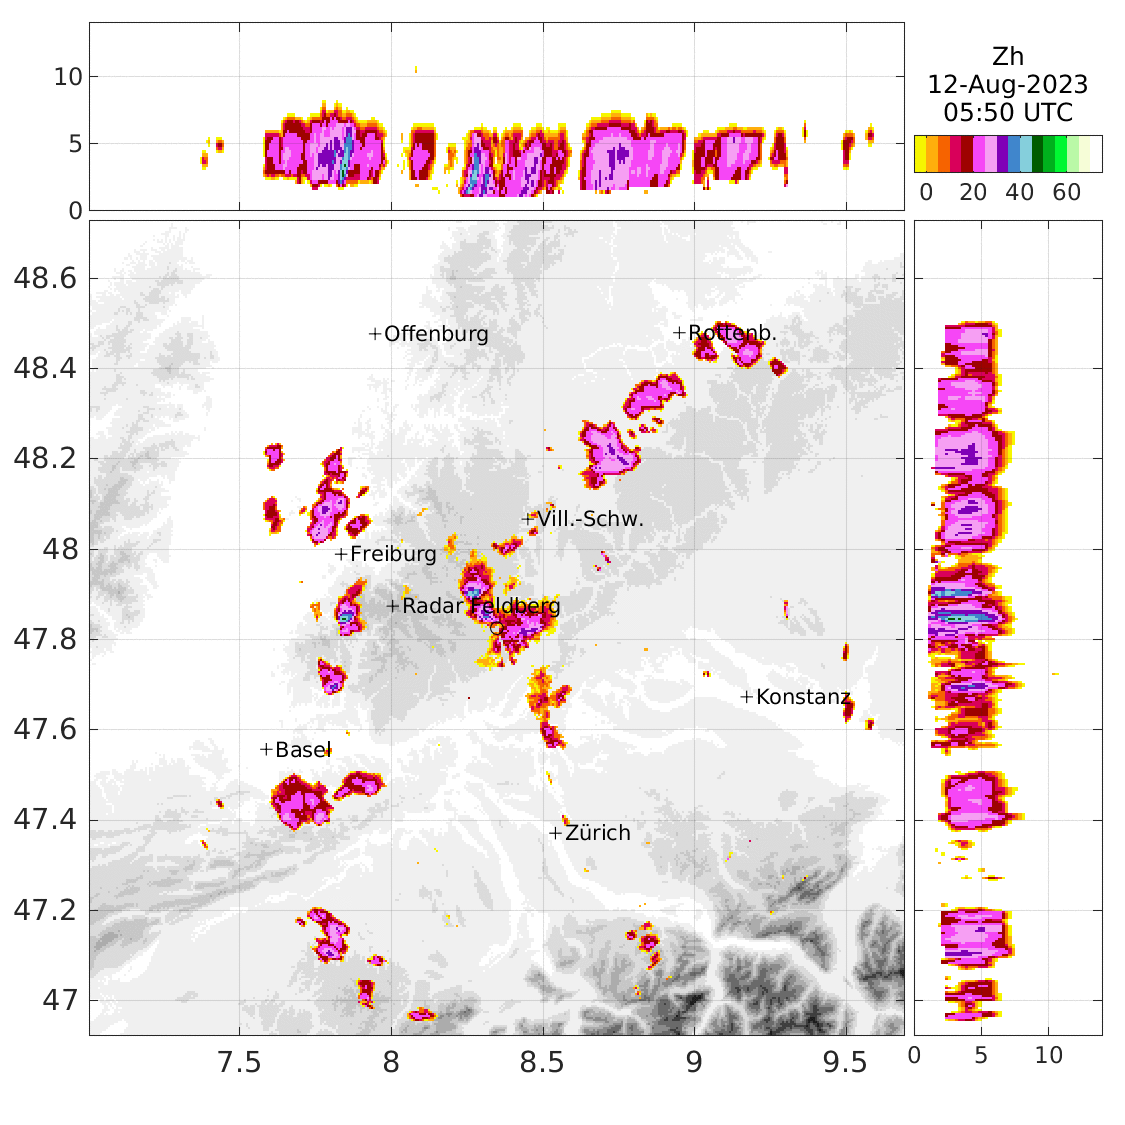 10
5
0
Zh
12-Aug-2023
05:50 UTC
0 20 40 60
48.6
48.4
48.2
48
47.8
47.6
47.4
47.2
47
+Offenburg
+Rottenb.
+Vill.-Schw.
+Freiburg
+Radar Feldberg
+Konstanz
+Basel
+Zürich
7.5 8 8.5 9 9.5
0 5 10